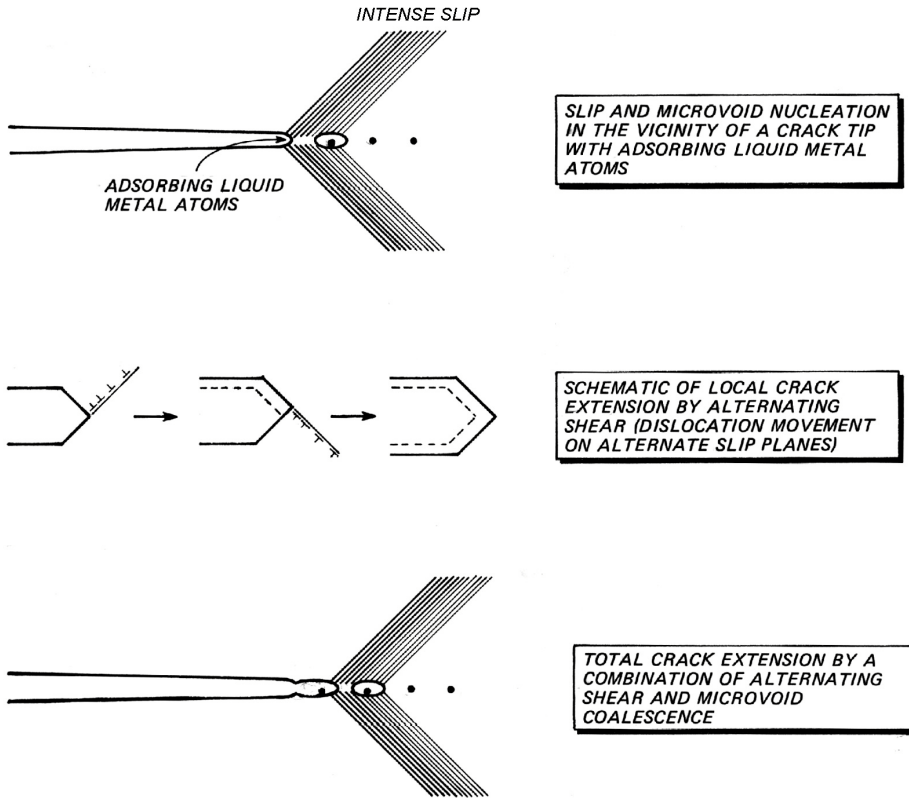 INTENSE SLIP
SLIP AND MICROVOID NUCLEATION
IN THE VICINITY OF A CRACK TIP
WITH ADSORBING LIQUID METAL
ATOMS
ADSORBING LIQUID
METAL ATOMS
SCHEMATIC OF LOCAL CRACK
EXTENSION BY ALTERNATING
SHEAR (DISLOCATION MOVEMENT
ON ALTERNATE SLIP PLANES)
TOTAL CRACK EXTENSION BY A
COMBINATION OF ALTERNATING
SHEAR AND MICROVOID
COALESCENCE